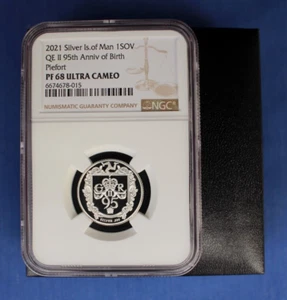 2021 Silver Is.of Man 1SOV
QE II 95th Anniv of Birth
Piefort
PF 68 ULTRA CAMEO
6674678-015
NUMISMATIC GUARANTY COMPANY
NGC
95